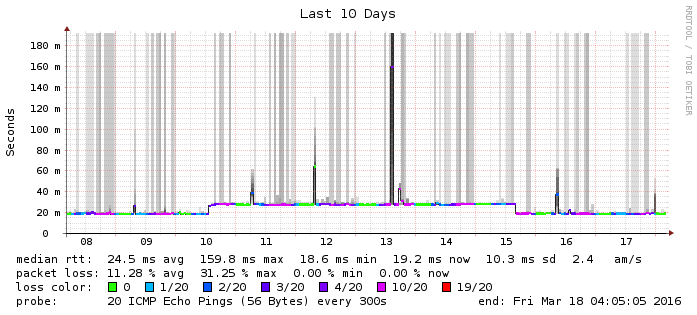 Last 10 Days
RRDTOOL / TOBI OETIKER
Seconds
180 m
160 m
140 m
120 m
100 m
80 m
60 m
40 m
20 m
0
08 09 10 11 12 13 14 15 16 17
median rtt: 24.5 ms avg 159.8 ms max 18.6 ms min 19.2 ms now 10.3 ms sd 2.4 am/s
packet loss: 11.28 % avg 31.25 % max 0.00 % min 0.00 % now
loss color: 0 1/20 2/20 3/20 4/20 10/20 19/20
probe: 20 ICMP Echo Pings (56 Bytes) every 300s end: Fri Mar 18 04:05:05 2016